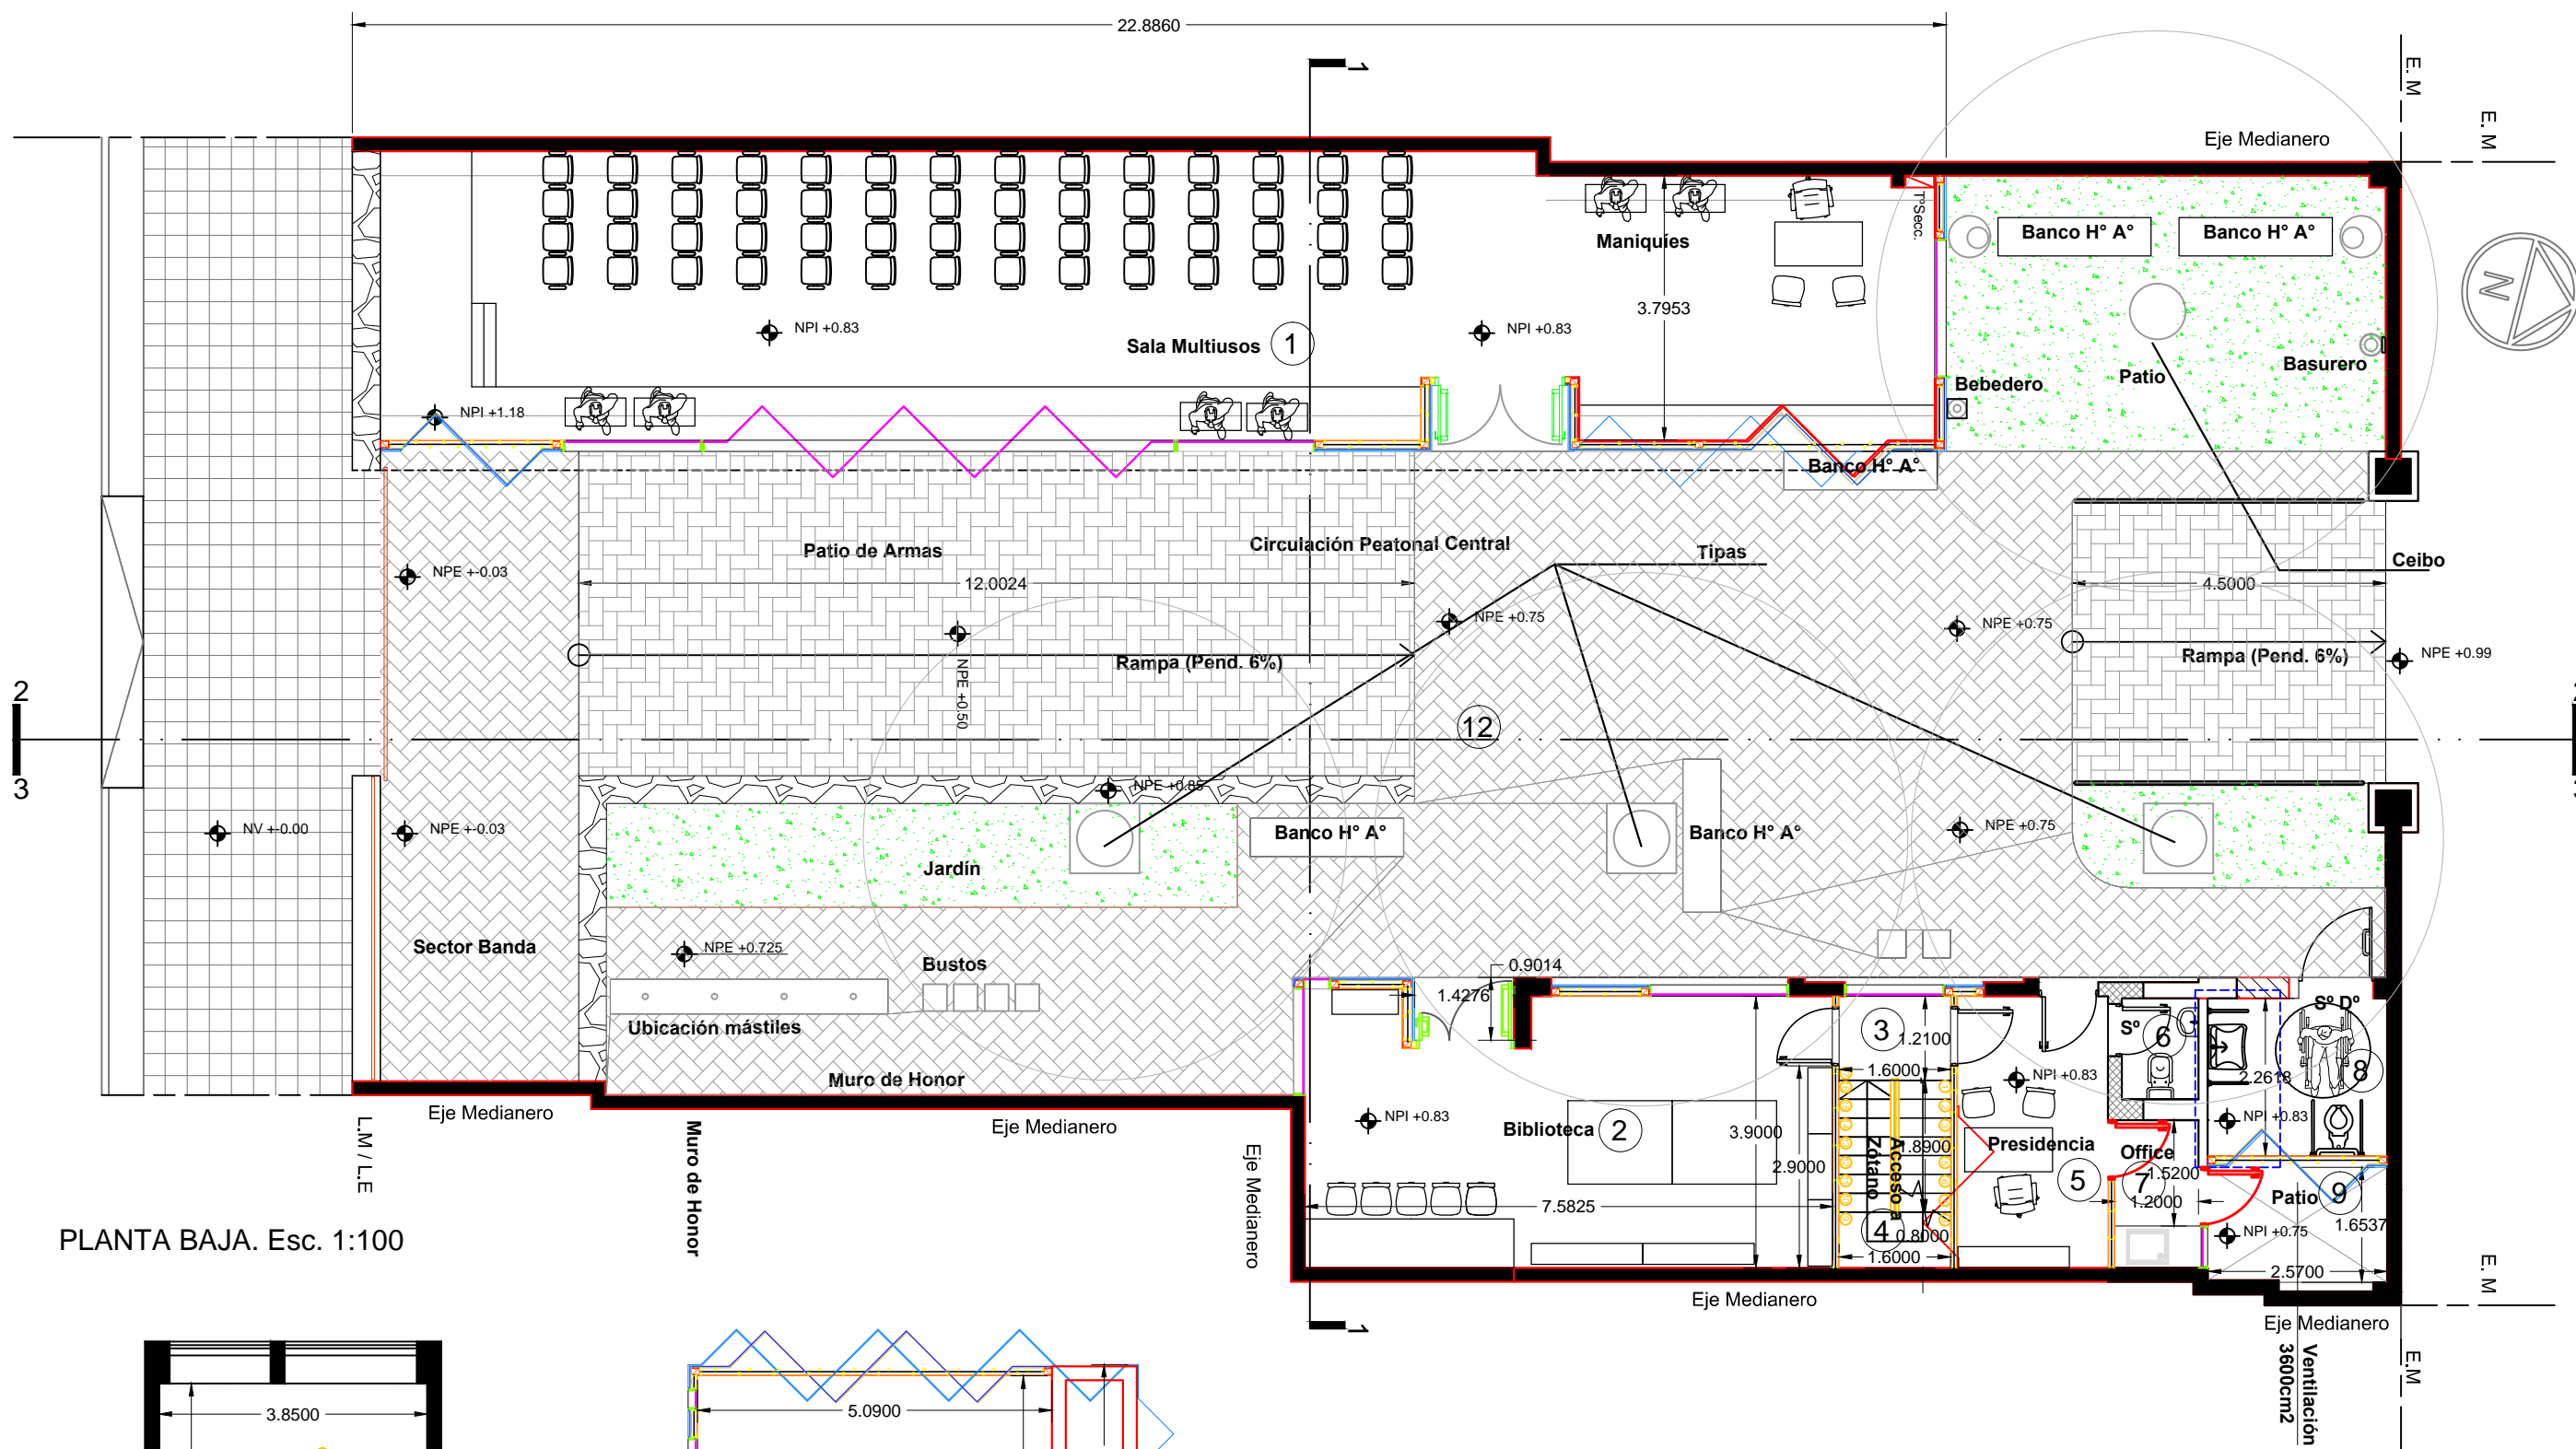 22.8860
1
E. M
E. M
Eje Medianero
TºSecc.
Banco H° A°
Banco H° A°
Maniquíes
N
3.7953
NPI +0.83
NPI +0.83
Sala Multiusos 1
Basurero
Patio
Bebedero
NPI +1.18
Banco H° A°
Patio de Armas
Circulación Peatonal Central
Tipas
Ceibo
NPE +-0.03
12.0024
4.5000
NPE +0.75
NPE +0.75
NPE +0.50
Rampa (Pend. 6%)
Rampa (Pend. 6%)
NPE +0.99
2
3
12
NPE +0.85
NV +-0.00
NPE +-0.03
Banco H° A°
Banco H° A°
NPE +0.75
Jardín
Sector Banda
NPE +0.725
Bustos
0.9014
1.4276
Ubicación mástiles
Sº Dº
Sº
6
3
1.2100
8
1.6000
NPI +0.83
2.2618
Muro de Honor
Eje Medianero
Eje Medianero
NPI +0.83
Biblioteca 2
3.9000
2.9000
Acceso a
Zótano
1.8900
Presidencia
5
Office
7
1.5200
1.2000
NPI +0.83
Patio 9
7.5825
4
0.8000
1.6000
NPI +0.75
1.6537
2.5700
L.M / L.E
Muro de Honor
Eje Medianero
PLANTA BAJA. Esc. 1:100
E. M
Eje Medianero
Eje Medianero
1
Ventilación
3600cm2
E.M
3.8500
5.0900